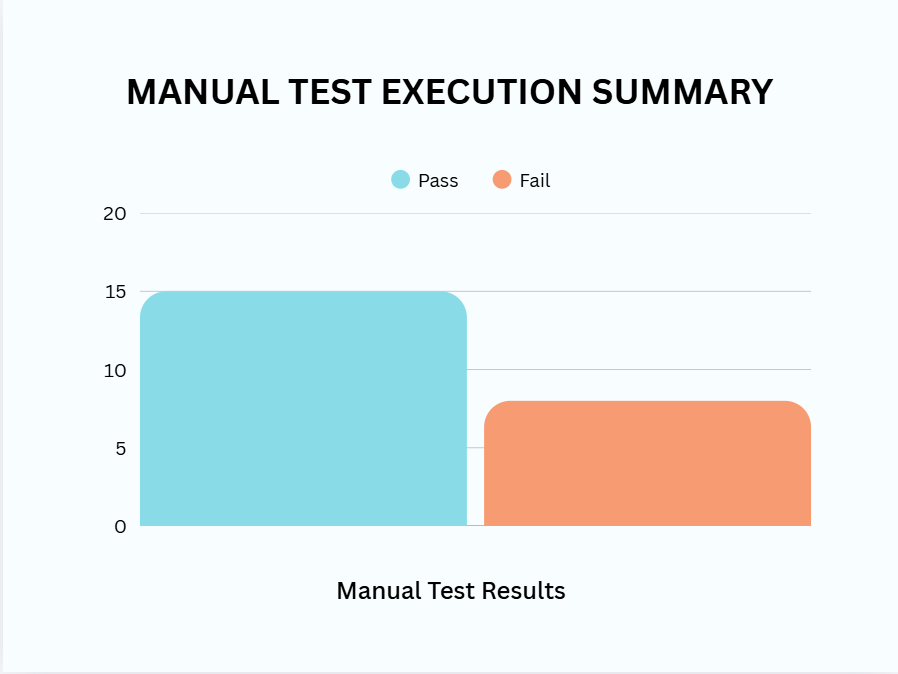 MANUAL TEST EXECUTION SUMMARY
Pass Fail
20
15
10
5
0
Manual Test Results